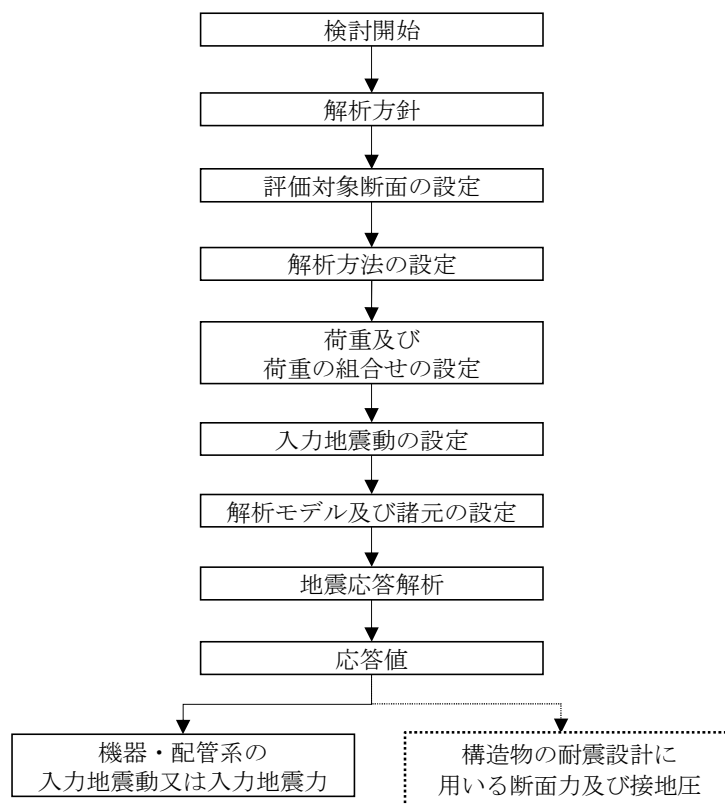 検討開始
解析方針
評価対象断面の設定
解析方法の設定
荷重及び
荷重の組合せの設定
入力地震動の設定
解析モデル及び諸元の設定
地震応答解析
応答値
機器・配管系の
入力地震動又は入力地震力
構造物の耐震設計に
用いる断面力及び接地圧